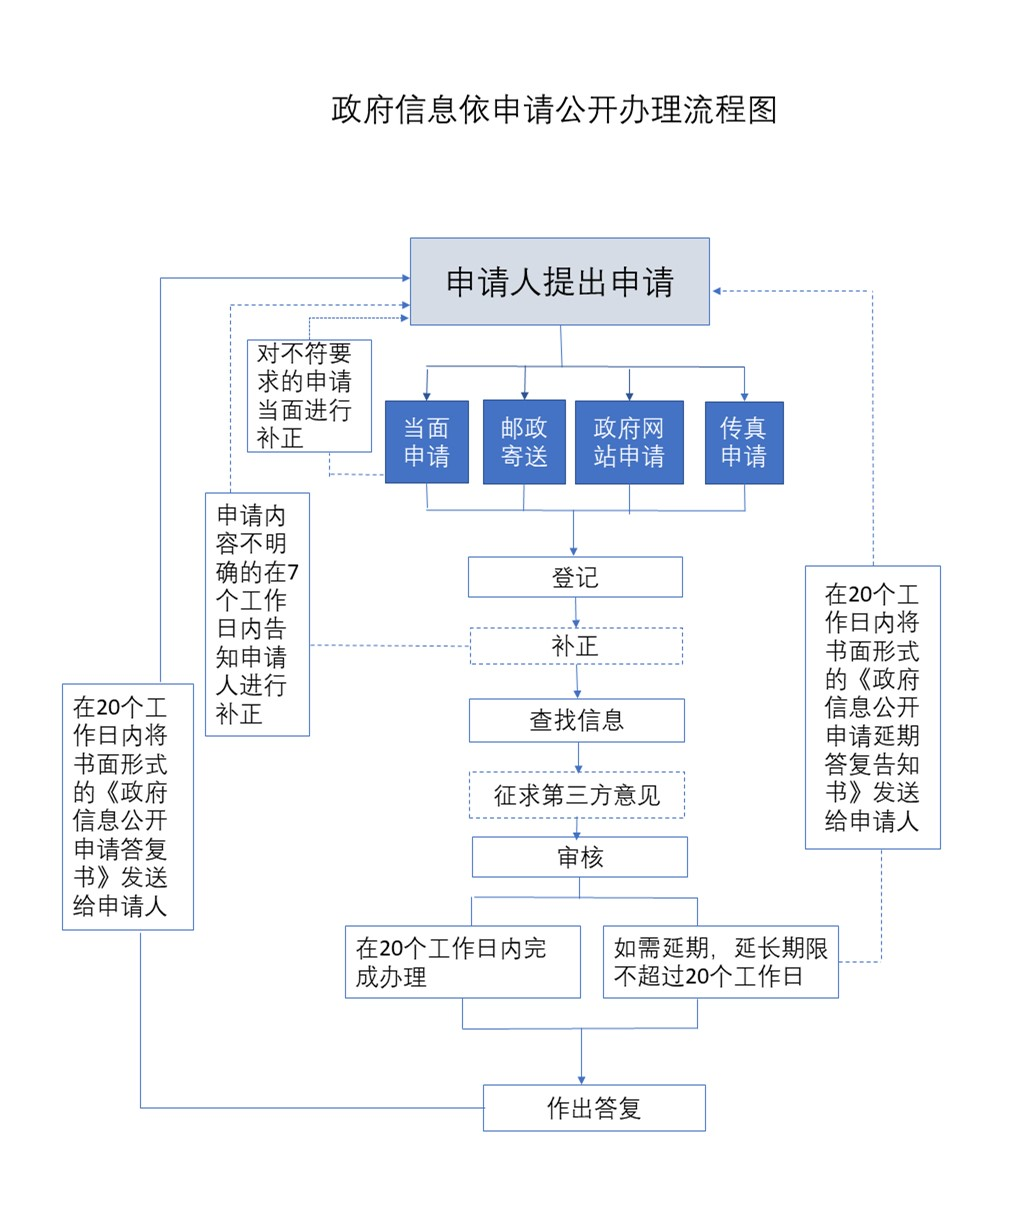 政府信息依申请公开办理流程图
申请人提出申请
对不符要
求的申请
当面进行
补正
当面
申请
邮政
寄送
政府网
站申请
传真
申请
申请内
容不明
确的在7
个工作
日内告
知申请
人进行
补正
登记
补正
查找信息
征求第三方意见
审核
在20个工
作日内将
书面形式
的《政府
信息公开
申请答复
书》发送
给申请人
在20个工
作日内将
书面形式
的《政府
信息公开
申请延期
答复告知
书》发送
给申请人
在20个工作日内完
成办理
如需延期，延长期限
不超过20个工作日
作出答复